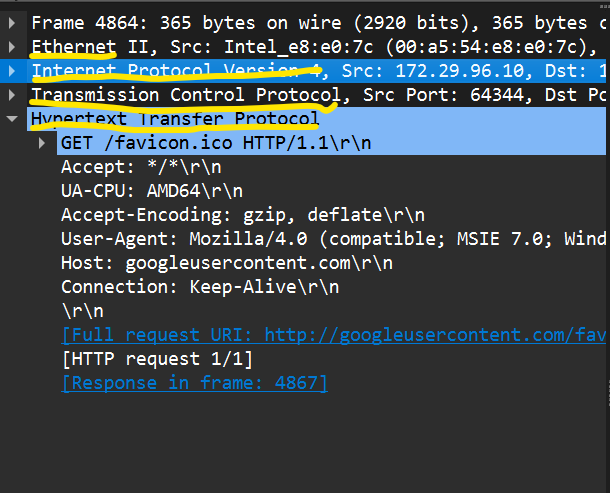 Frame 4864: 365 bytes on wire (2920 bits), 365 bytes c
Ethernet II, Src: Intel_e8:e0:7c (00:a5:54:e8:e0:7c),
Internet Protocol Version 4, Src: 172.29.96.10, Dst: 1
Transmission Control Protocol, Src Port: 64344, Dst Po
Hypertext Transfer Protocol
GET /favicon.ico HTTP/1.1\r\n
Accept: */*\r\n
UA-CPU: AMD64\r\n
Accept-Encoding: gzip, deflate\r\n
User-Agent: Mozilla/4.0 (compatible; MSIE 7.0; Wind
Host: googleusercontent.com\r\n
Connection: Keep-Alive\r\n
\r\n
[Full request URI: http://googleusercontent.com/fav
[HTTP request 1/1]
[Response in frame: 4867]